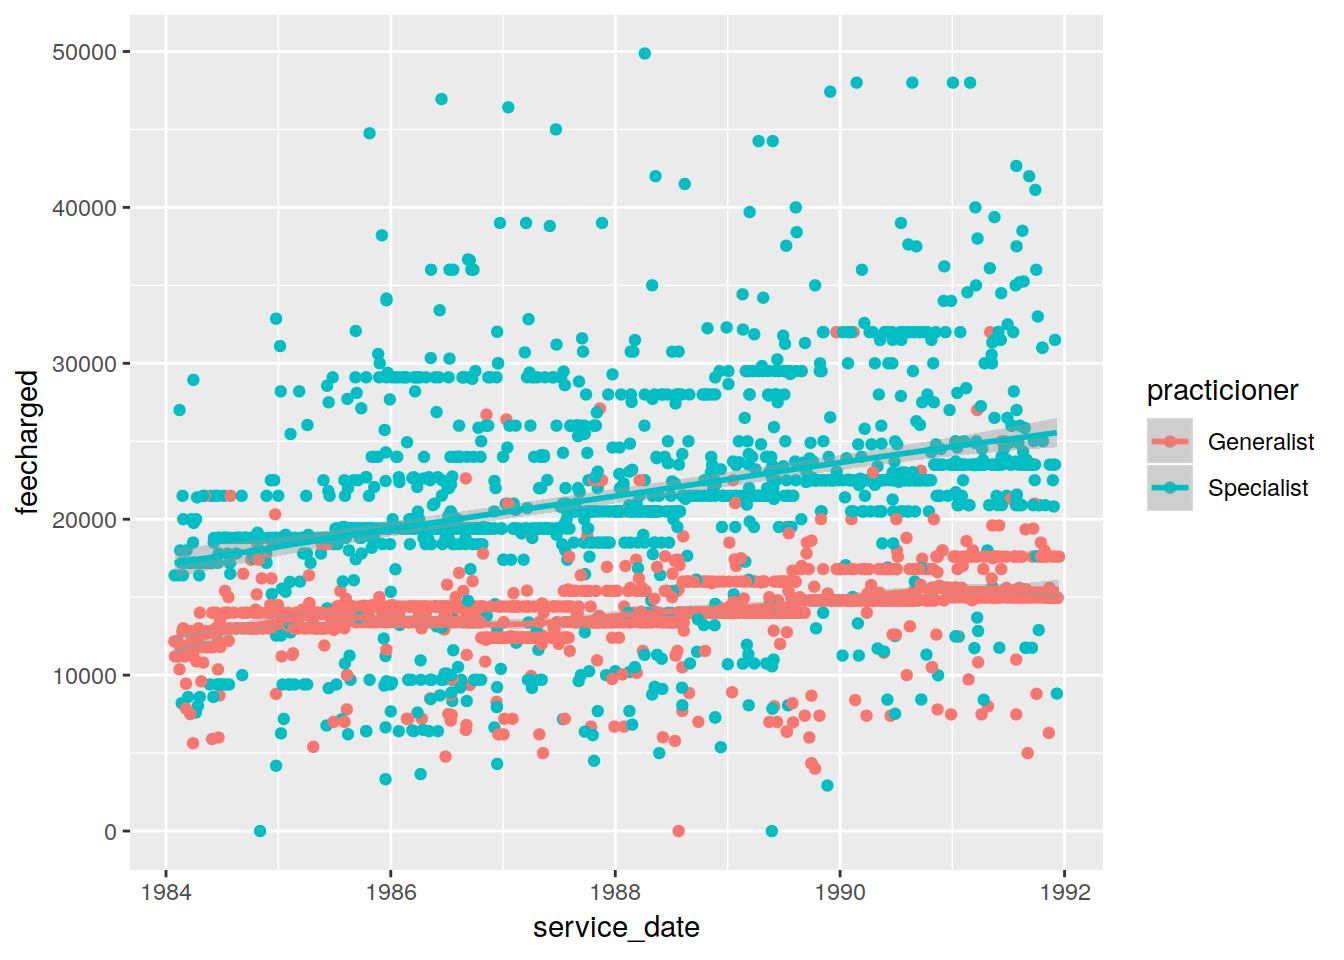 50000
40000
30000
20000
10000
0
feecharged
1984
1986
1988
1990
1992
service_date
practicioner
Generalist
Specialist